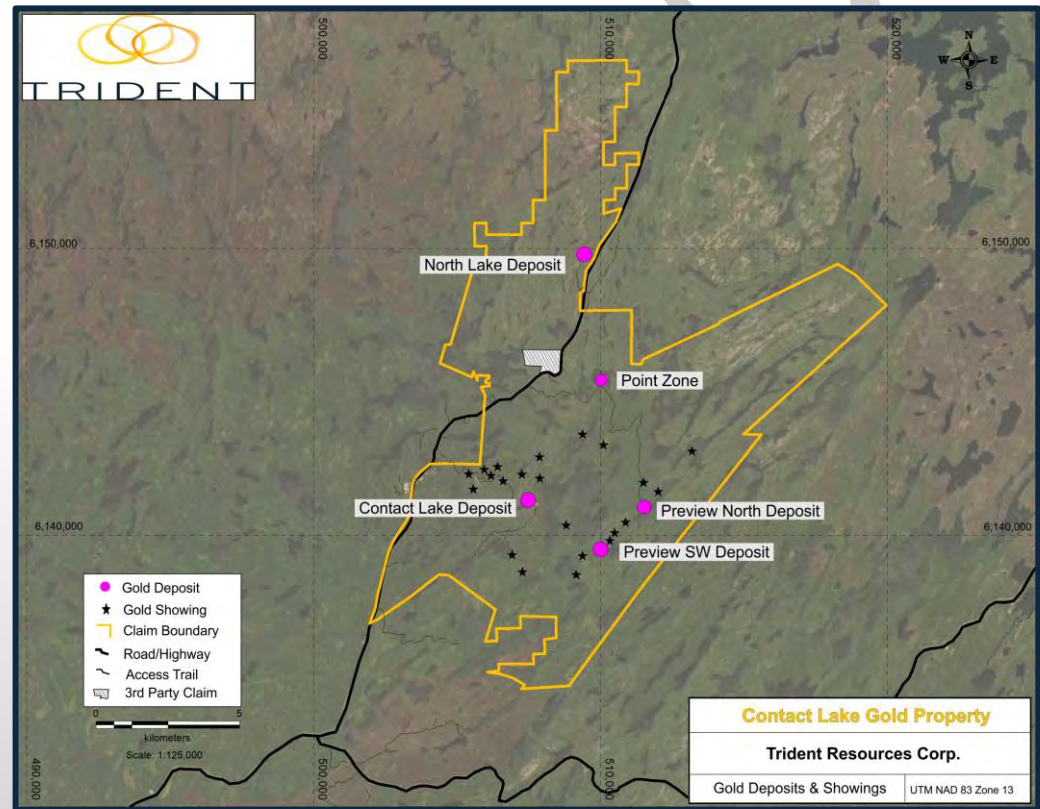 TRIDENT
500,000
510,000
520,000
N
W E
S
6,150,000
6,150,000
North Lake Deposit
Point Zone
Contact Lake Deposit
Preview North Deposit
6,140,000
6,140,000
Preview SW Deposit
Gold Deposit
Gold Showing
Claim Boundary
Road/Highway
Access Trail
3rd Party Claim
0 5
kilometers
Scale: 1:125,000
490,000
500,000
510,000
Contact Lake Gold Property
Trident Resources Corp.
Gold Deposits & Showings
UTM NAD 83 Zone 13